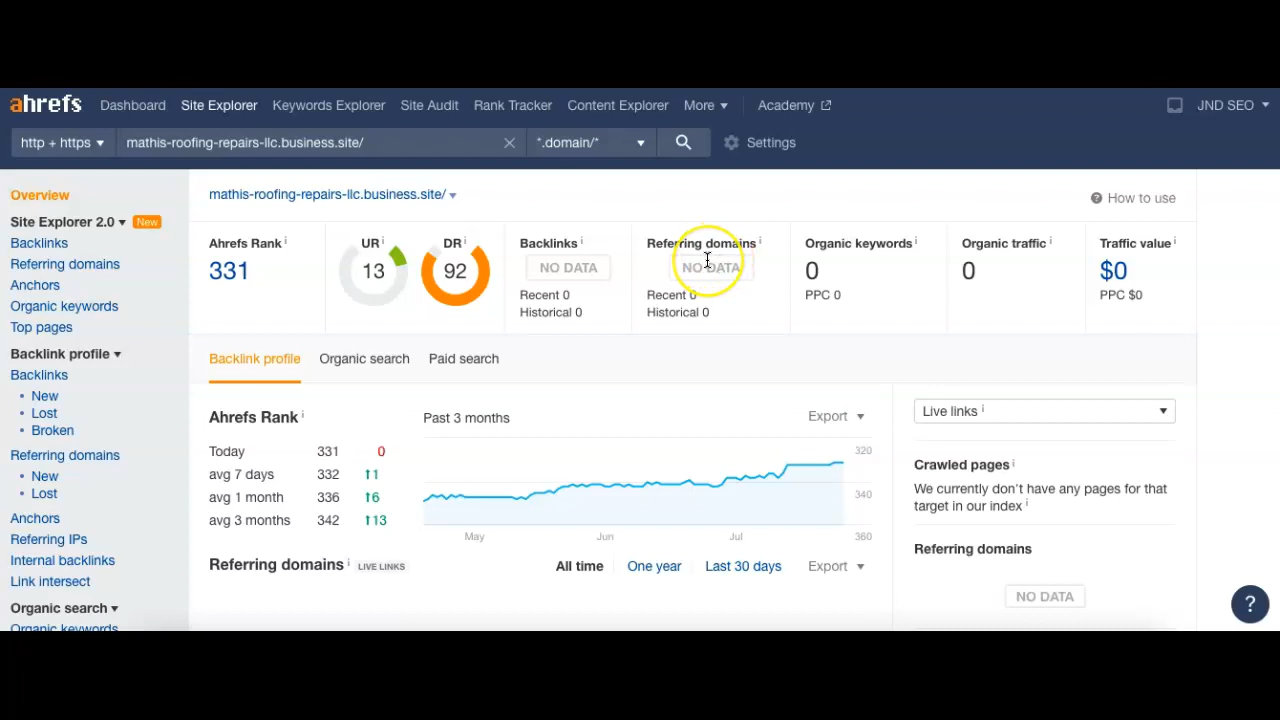 ahrefs Dashboard Site Explorer Keywords Explorer Site Audit Rank Tracker Content Explorer More Academy JND SEO
http + https mathis-roofing-repairs-llc.business.site/ *.domain/* Settings
Overview
Site Explorer 2.0 New
Backlinks
Referring domains
Anchors
Organic keywords
Top pages
Backlink profile
Backlinks
• New
• Lost
• Broken
Referring domains
• New
• Lost
Anchors
Referring IPs
Internal backlinks
Link intersect
Organic search
Organic keywords
mathis-roofing-repairs-llc.business.site/
? How to use
Ahrefs Rank i
331
UR i
13
DR i
92
Backlinks i
NO DATA
Recent 0
Historical 0
Referring domains i
NO DATA
Recent 0
Historical 0
Organic keywords i
0
PPC 0
Organic traffic i
0
Traffic value i
$0
PPC $0
Backlink profile Organic search Paid search
Ahrefs Rank i
Today 331 0
avg 7 days 332 ↑1
avg 1 month 336 ↑6
avg 3 months 342 ↑13
Past 3 months Export
320
340
360
May Jun Jul
Referring domains i LIVE LINKS All time One year Last 30 days Export
Live links i
Crawled pages i
We currently don't have any pages for that
target in our index i
Referring domains
NO DATA
?